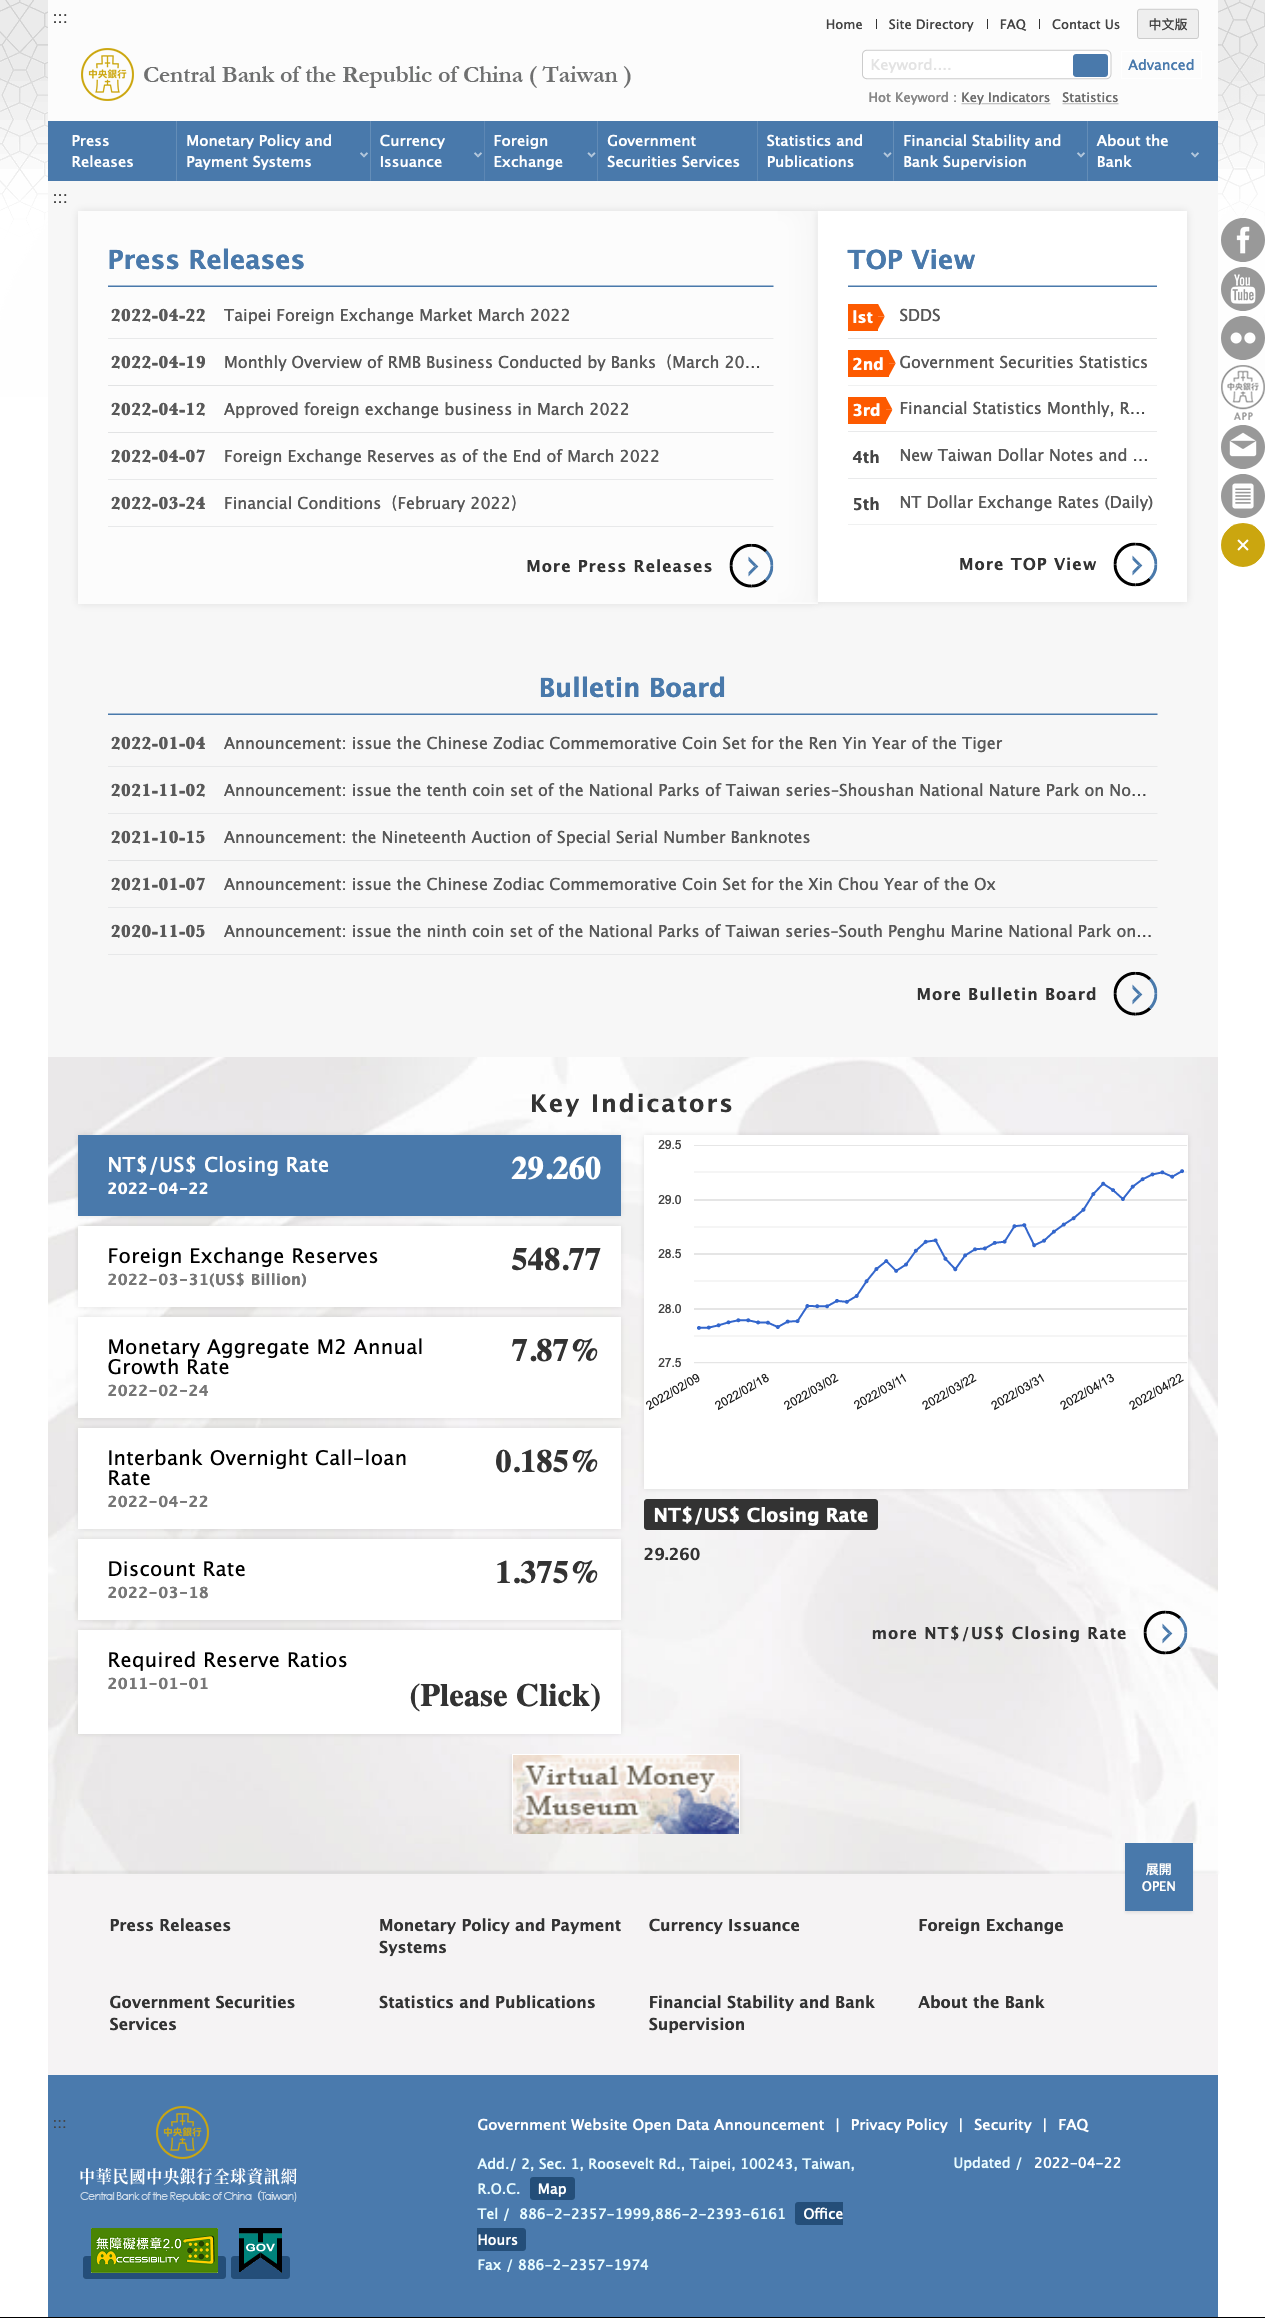 :::
Home
Site Directory
FAQ
Contact Us
中文版
中央銀行
Central Bank of the Republic of China ( Taiwan )
Keyword....
Advanced
Hot Keyword : Key Indicators Statistics
Press Releases
Monetary Policy and Payment Systems
Currency Issuance
Foreign Exchange
Government Securities Services
Statistics and Publications
Financial Stability and Bank Supervision
About the Bank
:::
Press Releases
2022-04-22 Taipei Foreign Exchange Market March 2022
2022-04-19 Monthly Overview of RMB Business Conducted by Banks（March 20...
2022-04-12 Approved foreign exchange business in March 2022
2022-04-07 Foreign Exchange Reserves as of the End of March 2022
2022-03-24 Financial Conditions（February 2022）
More Press Releases
TOP View
1st SDDS
2nd Government Securities Statistics
3rd Financial Statistics Monthly, R...
4th New Taiwan Dollar Notes and ...
5th NT Dollar Exchange Rates (Daily)
More TOP View
f
You Tube
中央銀行
APP
Bulletin Board
2022-01-04 Announcement: issue the Chinese Zodiac Commemorative Coin Set for the Ren Yin Year of the Tiger
2021-11-02 Announcement: issue the tenth coin set of the National Parks of Taiwan series–Shoushan National Nature Park on No...
2021-10-15 Announcement: the Nineteenth Auction of Special Serial Number Banknotes
2021-01-07 Announcement: issue the Chinese Zodiac Commemorative Coin Set for the Xin Chou Year of the Ox
2020-11-05 Announcement: issue the ninth coin set of the National Parks of Taiwan series–South Penghu Marine National Park on...
More Bulletin Board
Key Indicators
NT$/US$ Closing Rate 29.260
2022-04-22
Foreign Exchange Reserves 548.77
2022-03-31(US$ Billion)
Monetary Aggregate M2 Annual Growth Rate 7.87%
2022-02-24
Interbank Overnight Call-loan Rate 0.185%
2022-04-22
Discount Rate 1.375%
2022-03-18
Required Reserve Ratios
2011-01-01
(Please Click)
29.5
29.0
28.5
28.0
27.5
2022/02/09 2022/02/18 2022/03/02 2022/03/11 2022/03/22 2022/03/31 2022/04/13 2022/04/22
NT$/US$ Closing Rate
29.260
more NT$/US$ Closing Rate
Virtual Money
Museum
展開
OPEN
Press Releases
Monetary Policy and Payment Systems
Currency Issuance
Foreign Exchange
Government Securities Services
Statistics and Publications
Financial Stability and Bank Supervision
About the Bank
:::
中央銀行
中華民國中央銀行全球資訊網
Central Bank of the Republic of China (Taiwan)
無障礙標章2.0
ACCESSIBILITY
GOV
Government Website Open Data Announcement | Privacy Policy | Security | FAQ
Add./ 2, Sec. 1, Roosevelt Rd., Taipei, 100243, Taiwan,
R.O.C. Map
Tel / 886-2-2357-1999,886-2-2393-6161 Office
Hours
Fax / 886-2-2357-1974
Updated / 2022-04-22